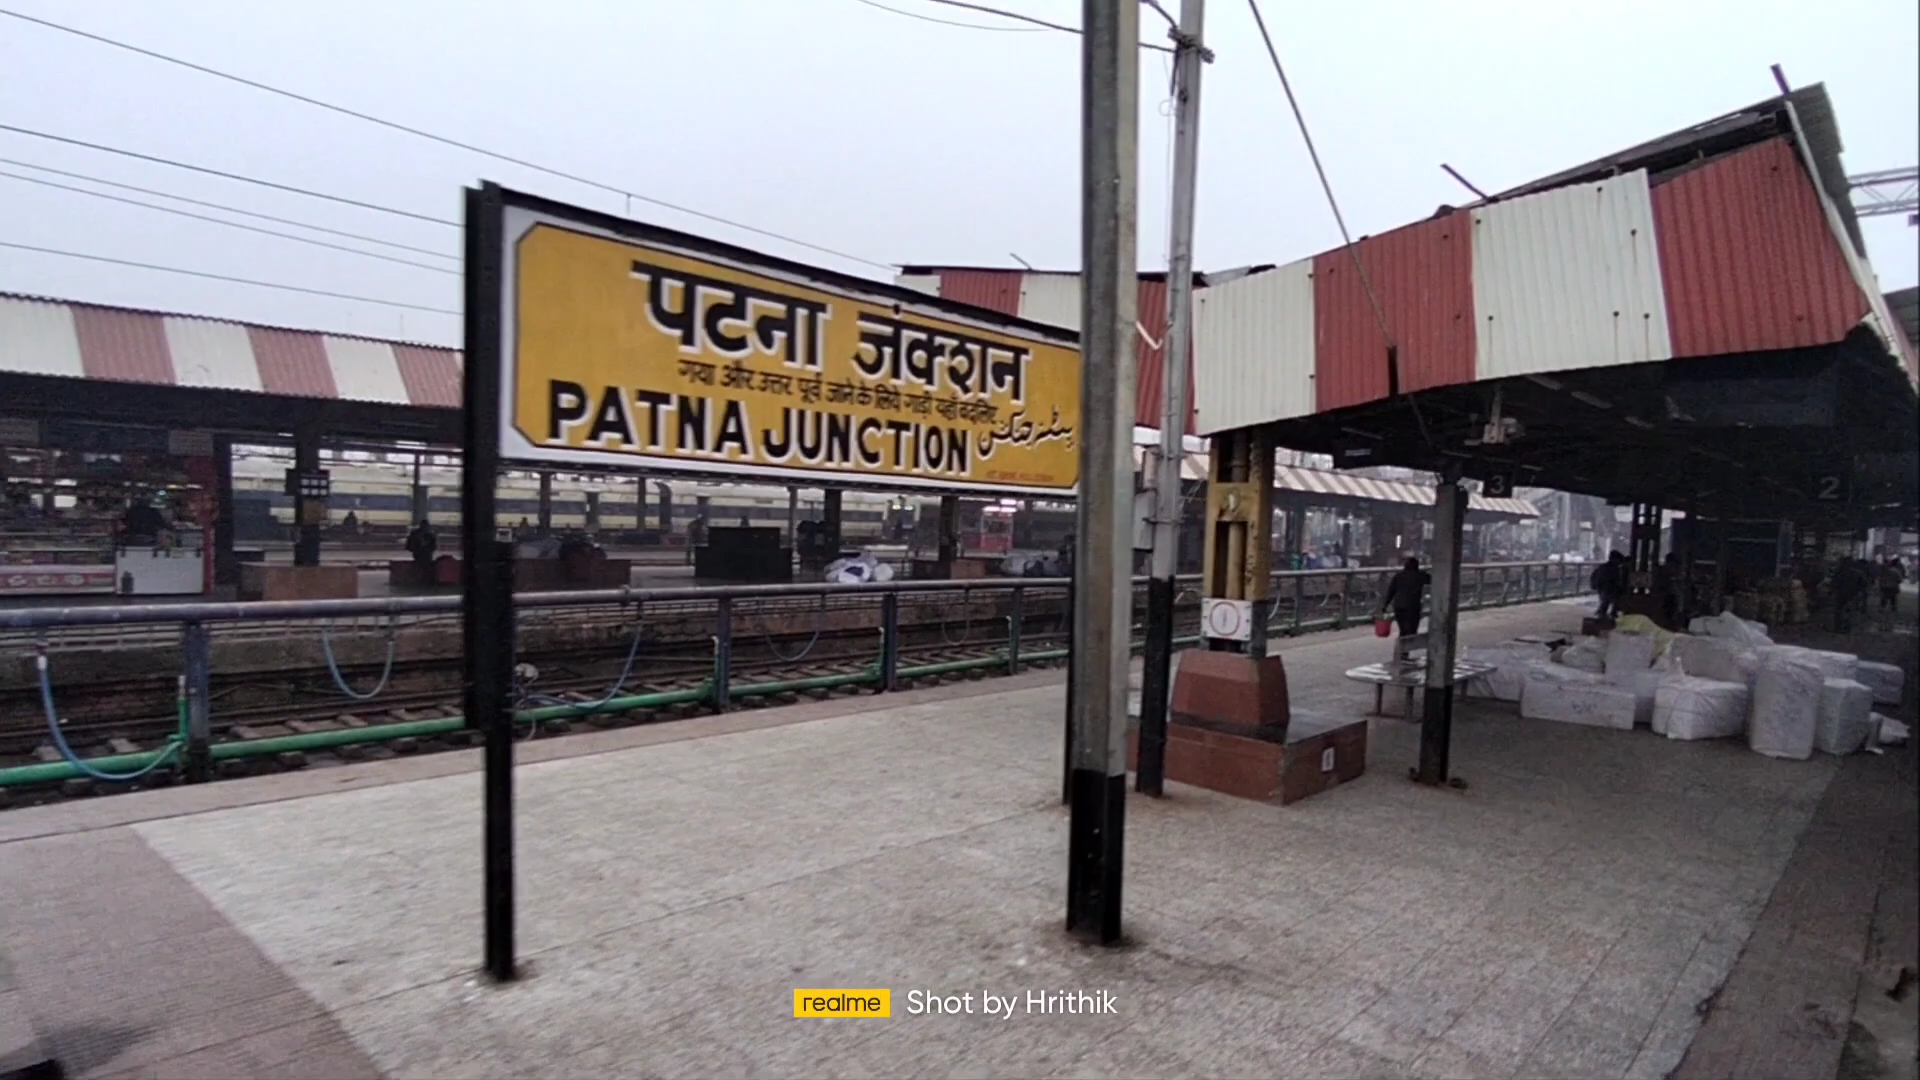 पटना जंक्शन
गया और उत्तर पूर्व जाने के लिये गाड़ी यहाँ बदलिए
PATNA JUNCTION
پٹنہ جنکشن
3
2
realme Shot by Hrithik